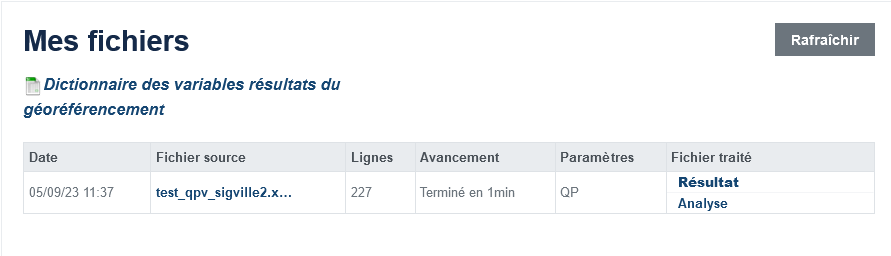 Mes fichiers
Rafraîchir
Dictionnaire des variables résultats du
géoréférencement
Date Fichier source Lignes Avancement Paramètres Fichier traité
05/09/23 11:37 test_qpv_sigville2.x... 227 Terminé en 1min QP Résultat
Analyse